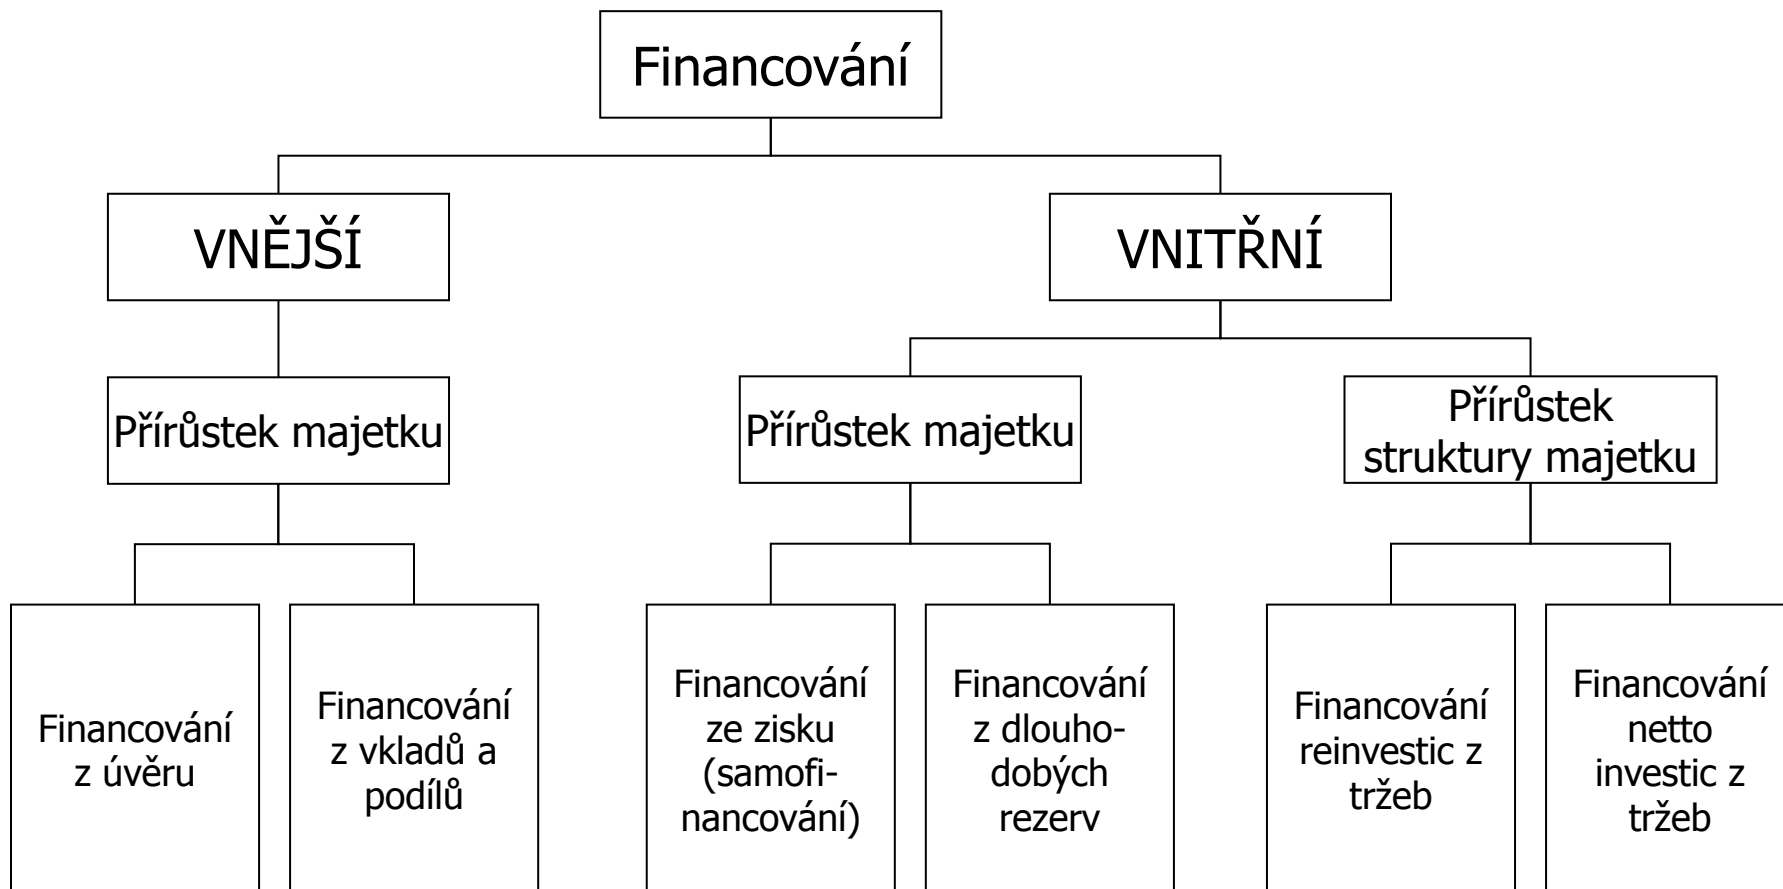 Financování
VNĚJŠÍ
VNITŘNÍ
Přírůstek majetku
Přírůstek majetku
Přírůstek
struktury majetku
Financování
z úvěru
Financování
z vkladů a
podílů
Financování
ze zisku
(samofi-
nancování)
Financování
z dlouho-
dobých
rezerv
Financování
reinvestic z
tržeb
Financování
netto
investic z
tržeb